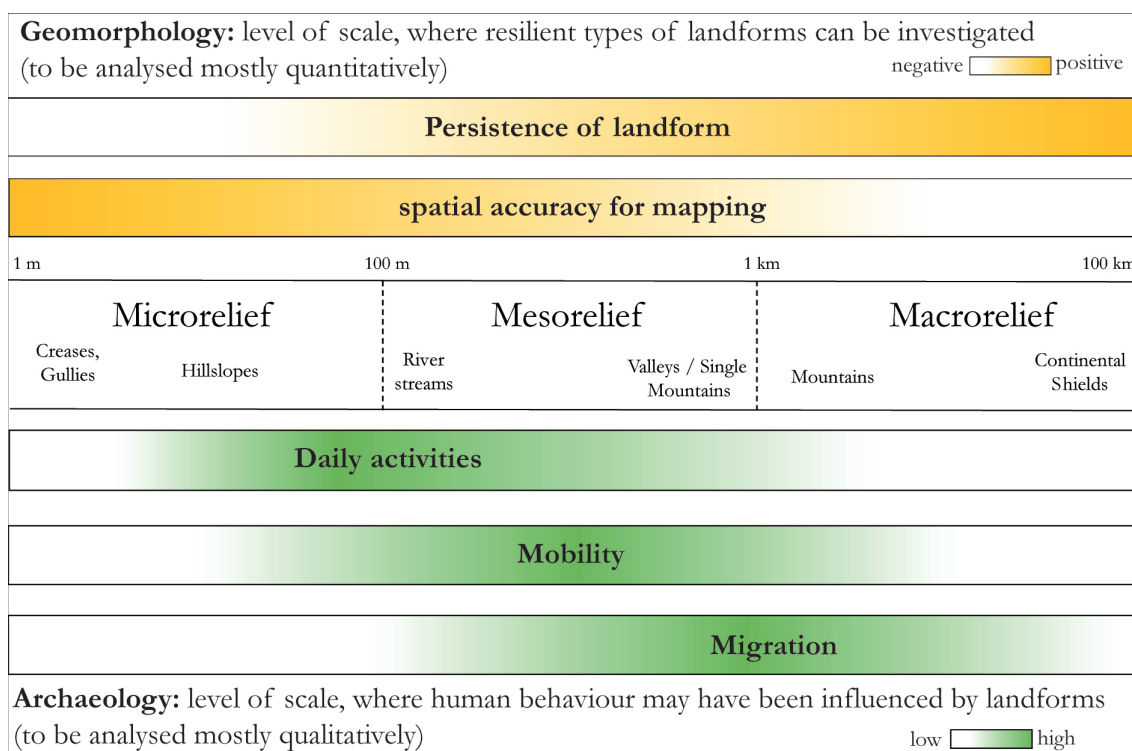 Geomorphology: level of scale, where resilient types of landforms can be investigated
(to be analysed mostly quantitatively)
negative positive
Persistence of landform
spatial accuracy for mapping
1 m 100 m 1 km 100 km
Microrelief Mesorelief Macrorelief
Creases,
Gullies
Hillslopes
River
streams
Valleys / Single
Mountains
Mountains
Continental
Shields
Daily activities
Mobility
Migration
Archaeology: level of scale, where human behaviour may have been influenced by landforms
(to be analysed mostly qualitatively)
low high